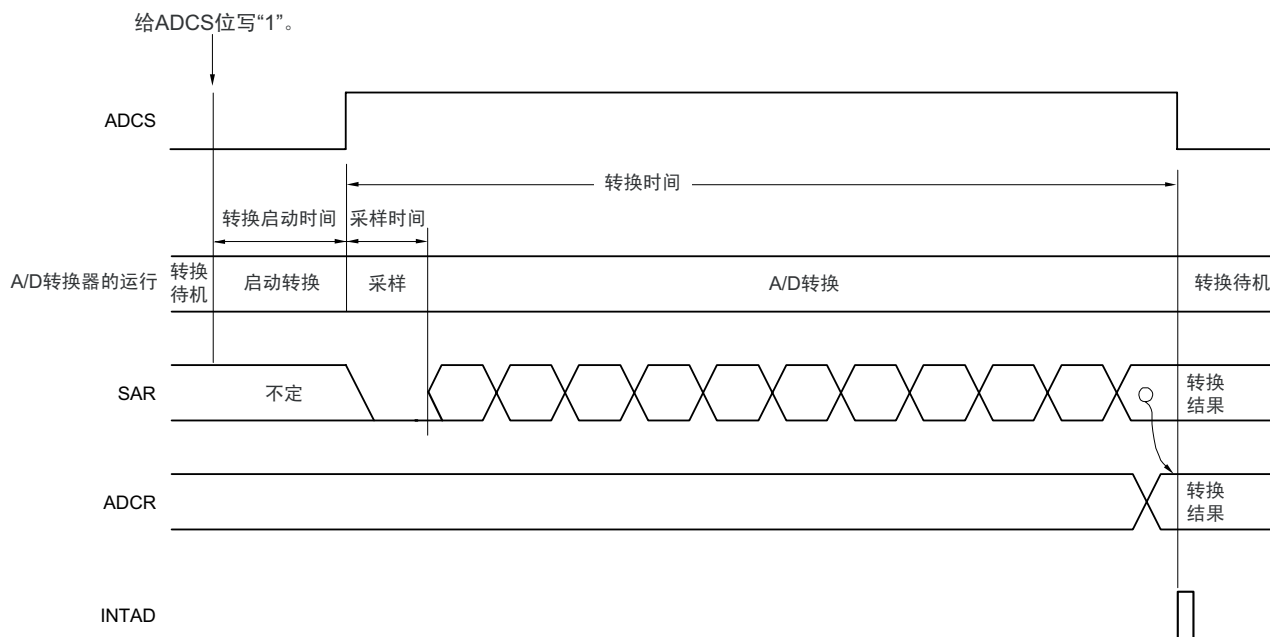 给ADCS位写“1”。
ADCS
转换时间
转换启动时间
采样时间
A/D转换器的运行
转换
待机
启动转换
采样
A/D转换
转换待机
SAR
不定
转换
结果
ADCR
转换
结果
INTAD